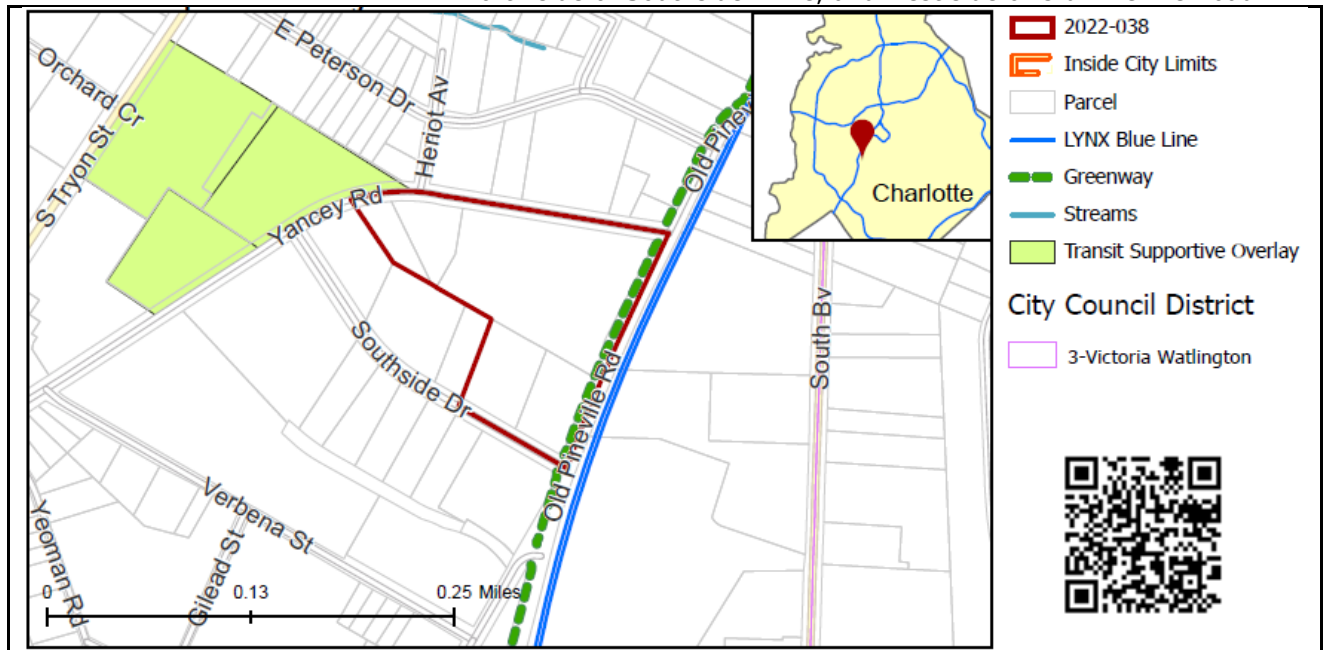 E Peterson Dr
Orchard Cr
Heriot Av
S Tryon St
Yancey Rd
Old Pinev
Charlotte
Southside Dr
South Bv
Old Pineville Rd
Verbena St
Yeoman Rd
Gilead St
0 0.13 0.25 Miles
2022-038
Inside City Limits
Parcel
LYNX Blue Line
Greenway
Streams
Transit Supportive Overlay
City Council District
3-Victoria Watlington